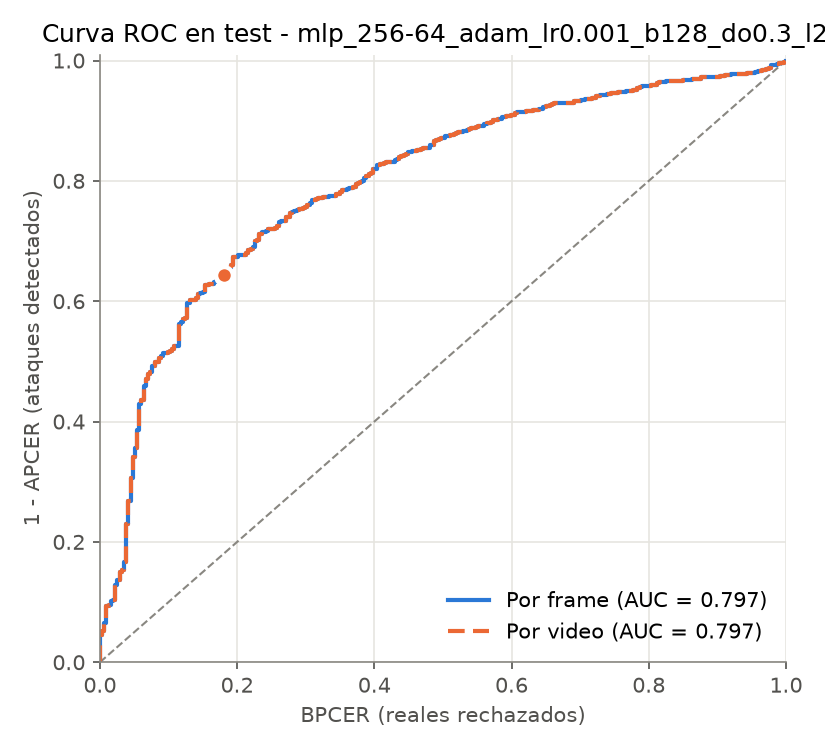 Curva ROC en test - mlp_256-64_adam_lr0.001_b128_do0.3_l2
1.0
0.8
0.6
0.4
0.2
0.0
1 - APCER (ataques detectados)
Por frame (AUC = 0.797)
Por video (AUC = 0.797)
0.0 0.2 0.4 0.6 0.8 1.0
BPCER (reales rechazados)